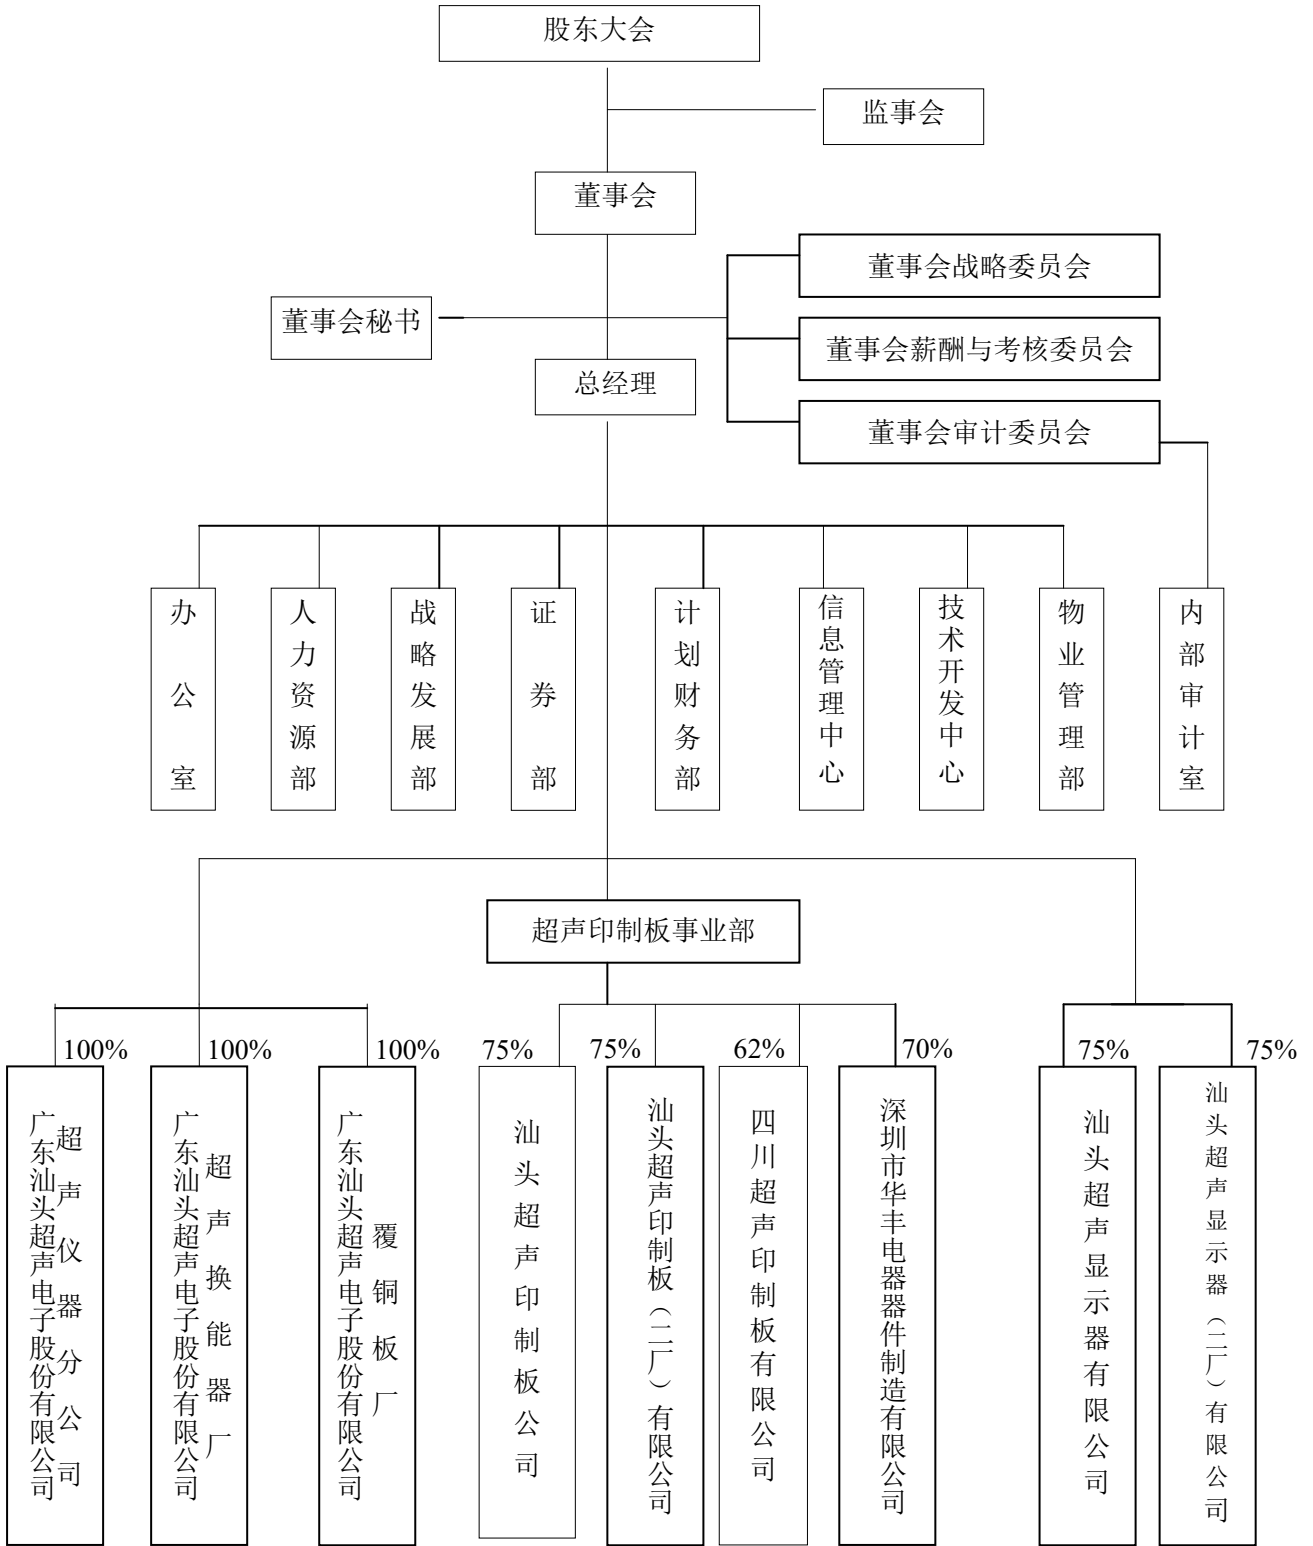 股东大会
监事会
董事会
董事会战略委员会
董事会秘书
董事会薪酬与考核委员会
总经理
董事会审计委员会
办公室
人力资源部
战略发展部
证券部
计划财务部
信息管理中心
技术开发中心
物业管理部
内部审计室
超声印制板事业部
100%
100%
100%
75%
75%
62%
70%
75%
75%
广东汕头超声电子股份有限公司
超声仪器分公司
广东汕头超声电子股份有限公司
超声换能器厂
广东汕头超声电子股份有限公司
覆铜板厂
汕头超声印制板公司
汕头超声印制板（二厂）有限公司
四川超声印制板有限公司
深圳市华丰电器器件制造有限公司
汕头超声显示器有限公司
汕头超声显示器（二厂）有限公司